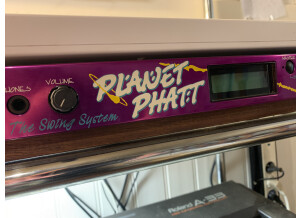 PHONES
VOLUME
PLANET
PHATT
The Swing System
Roland A-33